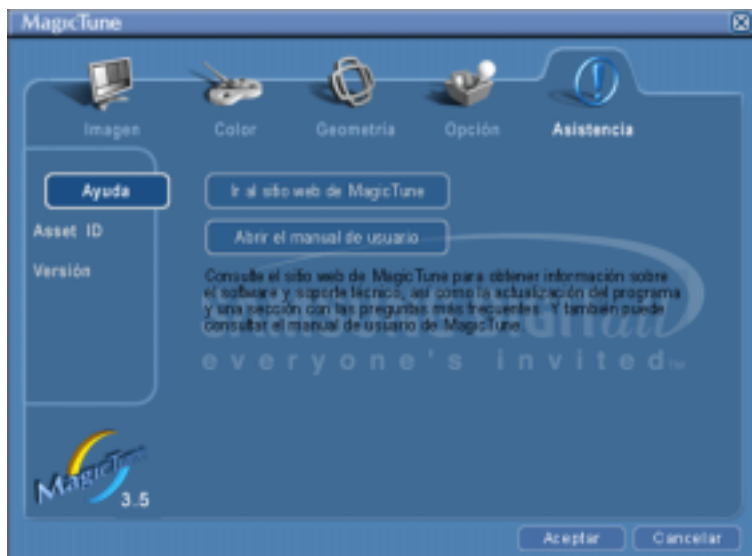 MagicTune
Imagen
Color
Geometría
Opción
Asistencia
Ayuda
Asset ID
Versión
Ir al sitio web de MagicTune
Abrir el manual de usuario
Consulte el sitio web de MagicTune para obtener información sobre
el software y soporte técnico, así como la actualización del programa
y una sección con las preguntas más frecuentes. Y también puede
consultar el manual de usuario de MagicTune.
SAMSUNG DIGITall
everyone's invited™
MagicTune
3.5
Aceptar
Cancelar